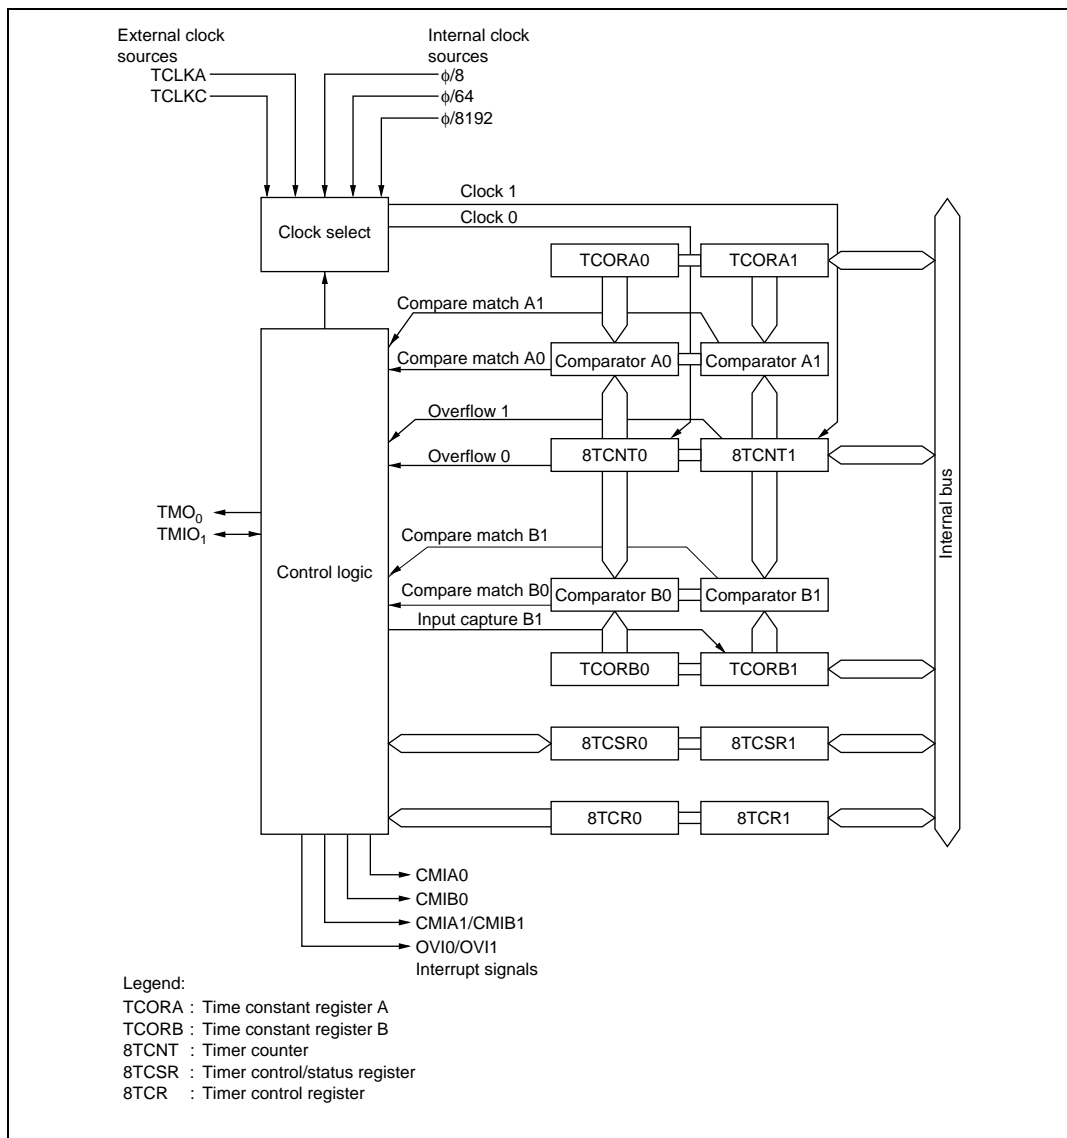 External clock
sources
TCLKA
TCLKC
Internal clock
sources
ϕ/8
ϕ/64
ϕ/8192
Clock 1
Clock 0
Clock select
TCORA0
TCORA1
Compare match A1
Compare match A0
Comparator A0
Comparator A1
Overflow 1
Overflow 0
8TCNT0
8TCNT1
TMO0
TMIO1
Control logic
Internal bus
Compare match B1
Compare match B0
Comparator B0
Comparator B1
Input capture B1
TCORB0
TCORB1
8TCSR0
8TCSR1
8TCR0
8TCR1
CMIA0
CMIB0
CMIA1/CMIB1
OVI0/OVI1
Interrupt signals
Legend:
TCORA : Time constant register A
TCORB : Time constant register B
8TCNT : Timer counter
8TCSR : Timer control/status register
8TCR : Timer control register